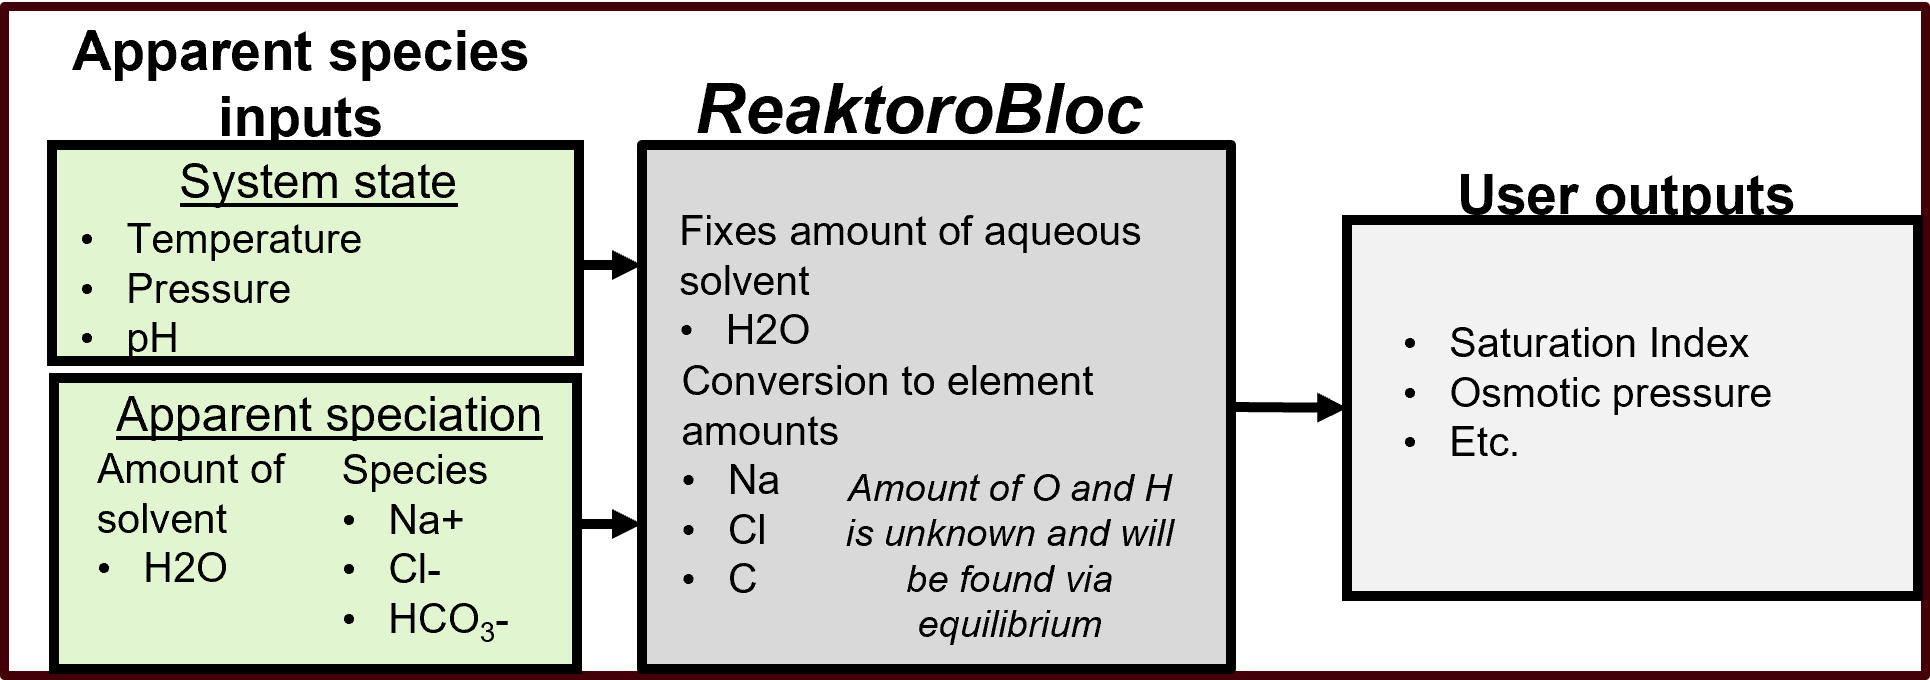 Apparent species
inputs
System state
• Temperature
• Pressure
• pH
Apparent speciation
Amount of
solvent
• H2O
Species
• Na+
• Cl-
• HCO₃-
ReaktoroBloc
Fixes amount of aqueous
solvent
• H2O
Conversion to element
amounts
• Na
• Cl
• C
Amount of O and H
is unknown and will
be found via
equilibrium
User outputs
• Saturation Index
• Osmotic pressure
• Etc.